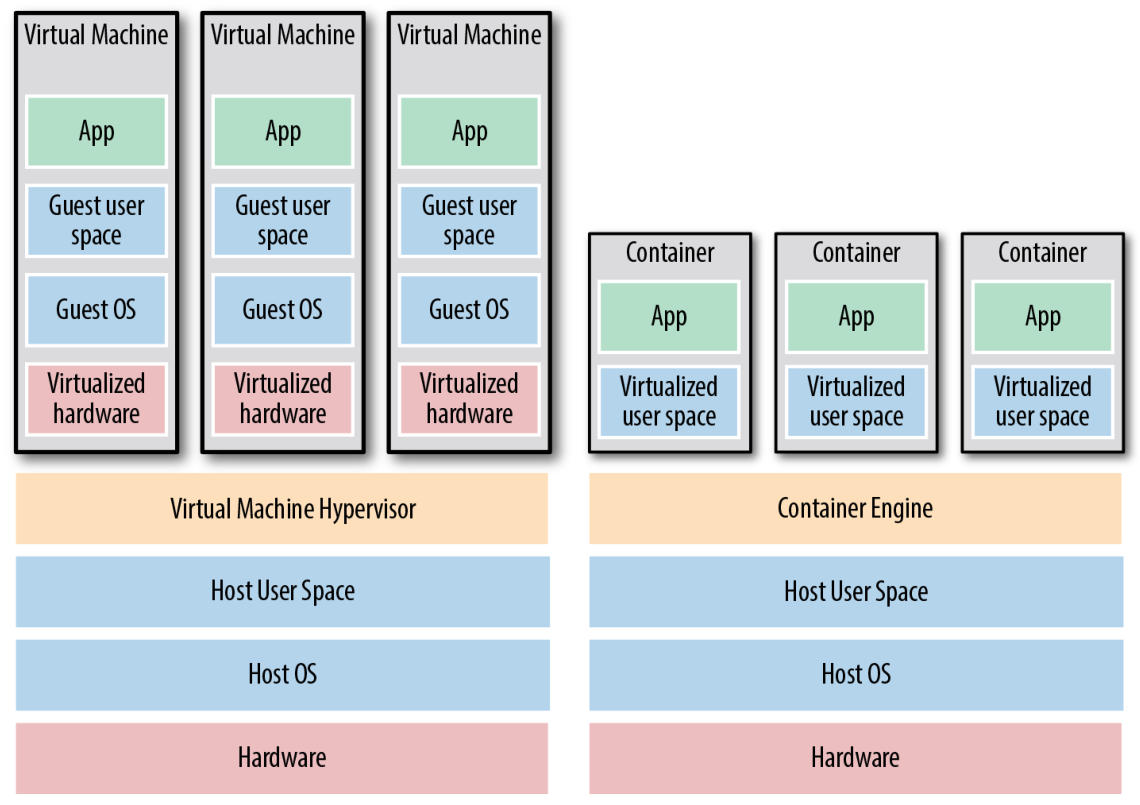 Virtual Machine
App
Guest user
space
Guest OS
Virtualized
hardware
Virtual Machine
App
Guest user
space
Guest OS
Virtualized
hardware
Virtual Machine
App
Guest user
space
Guest OS
Virtualized
hardware
Virtual Machine Hypervisor
Host User Space
Host OS
Hardware
Container
App
Virtualized
user space
Container
App
Virtualized
user space
Container
App
Virtualized
user space
Container Engine
Host User Space
Host OS
Hardware